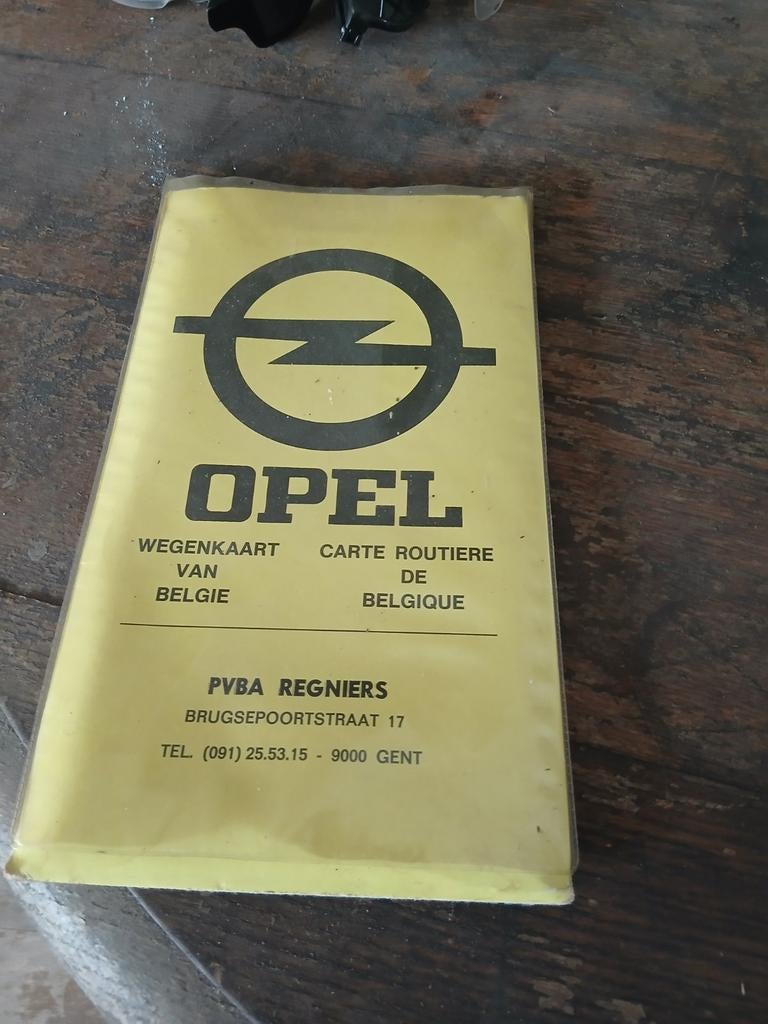 OPEL
WEGENKAART
VAN
BELGIE
CARTE ROUTIERE
DE
BELGIQUE
PVBA REGNIERS
BRUGSEPOORTSTRAAT 17
TEL. (091) 25.53.15 - 9000 GENT